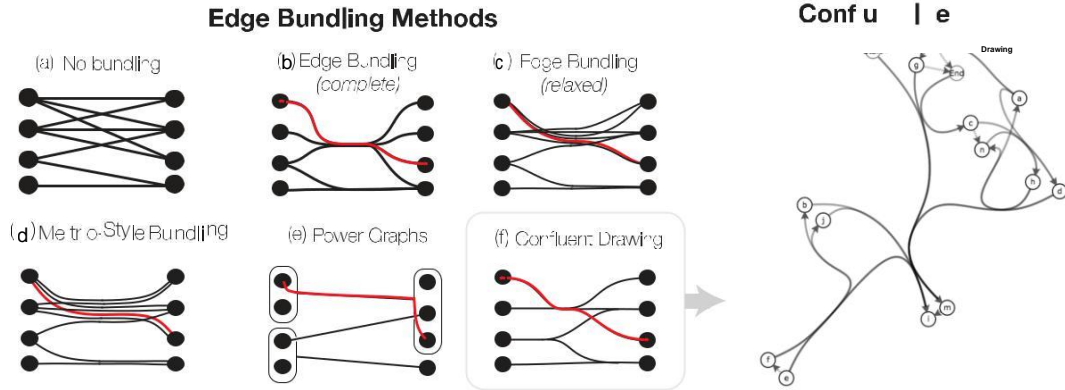 Edge Bundling Methods
Conf u l e
Drawing
(a) No bundling
(b) Edge Bundling
(complete)
(c) Edge Bundling
(relaxed)
(d) Metro-Style Bundling
(e) Power Graphs
(f) Confluent Drawing
g
End
a
c
n
h
d
b
j
m
i
f
e